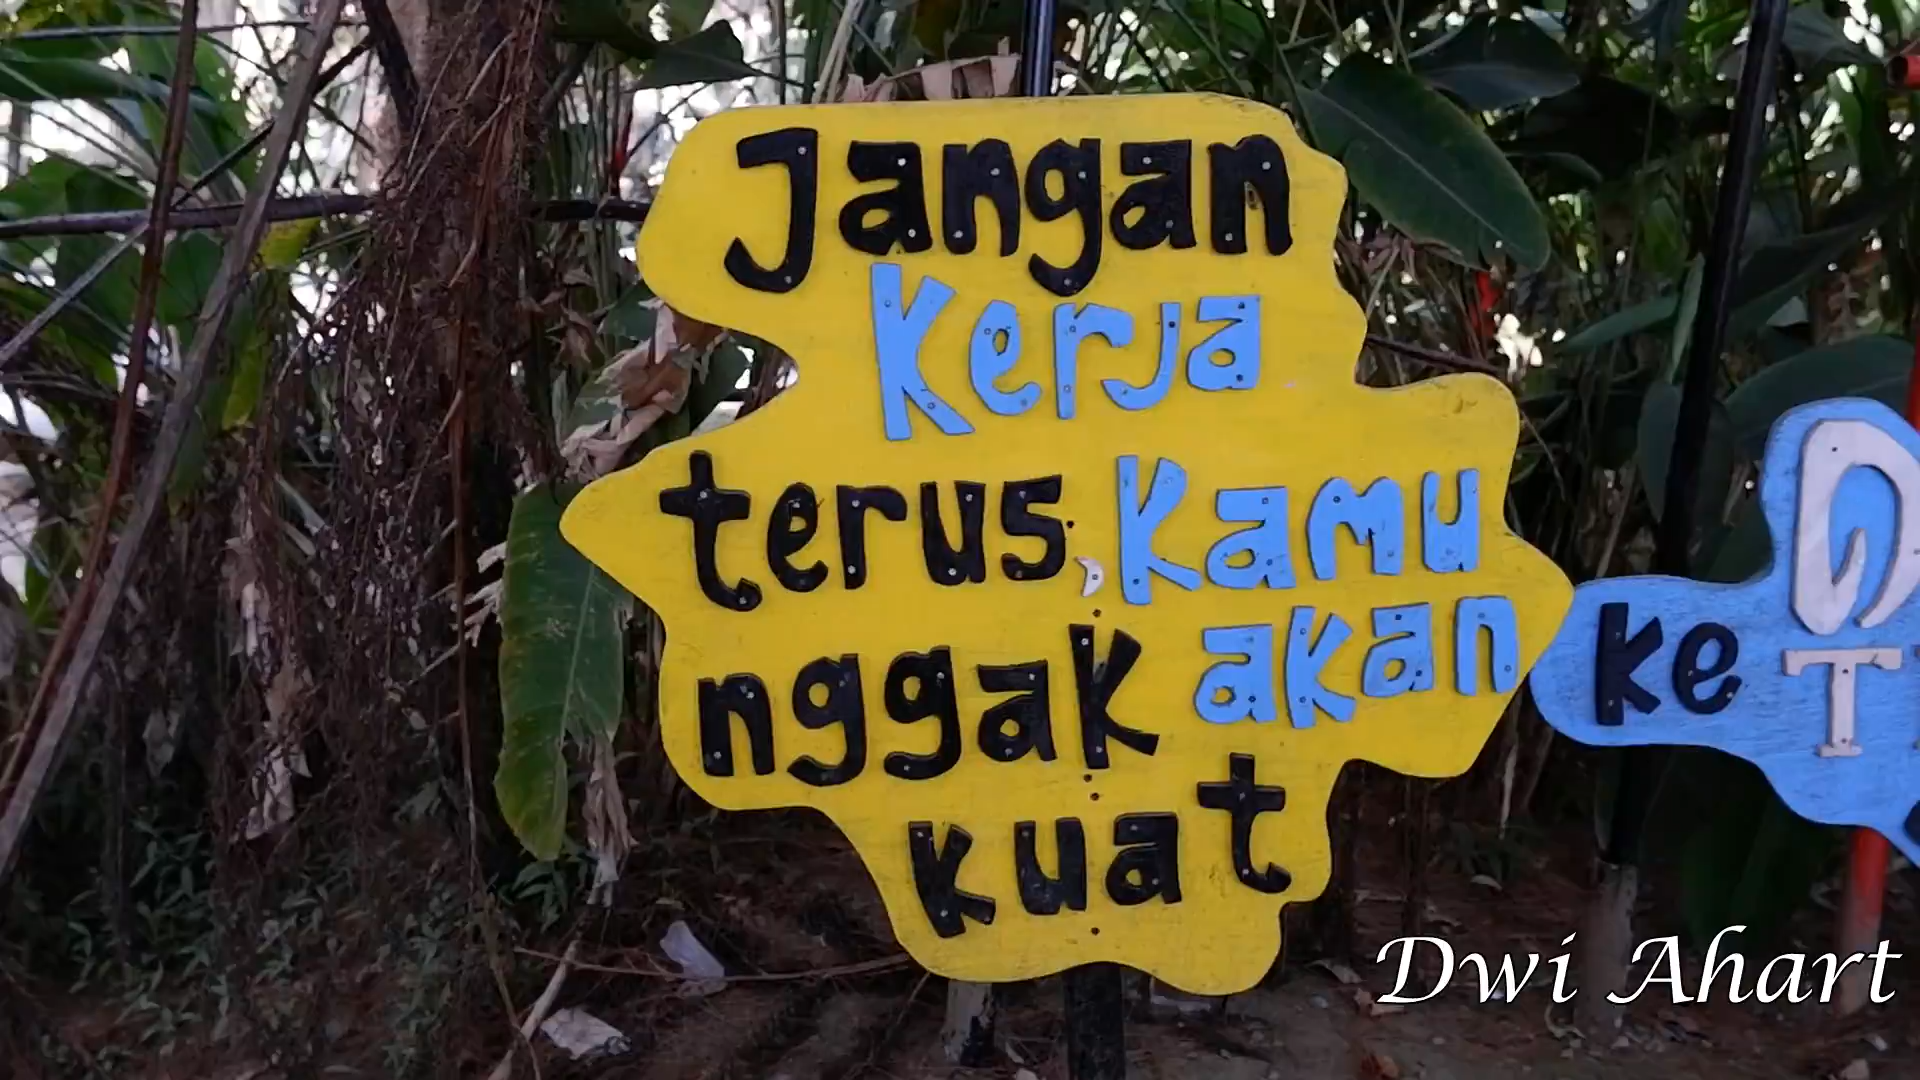 Jangan
Kerja
terus, Kamu
nggak akan
kuat
ke
Dwi Ahart